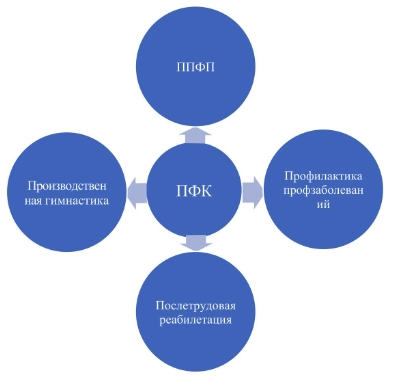 ППФП
Производствен
ная гимнастика
ПФК
Профилактика
профзаболеван
ий
Послетрудовая
реабилетация